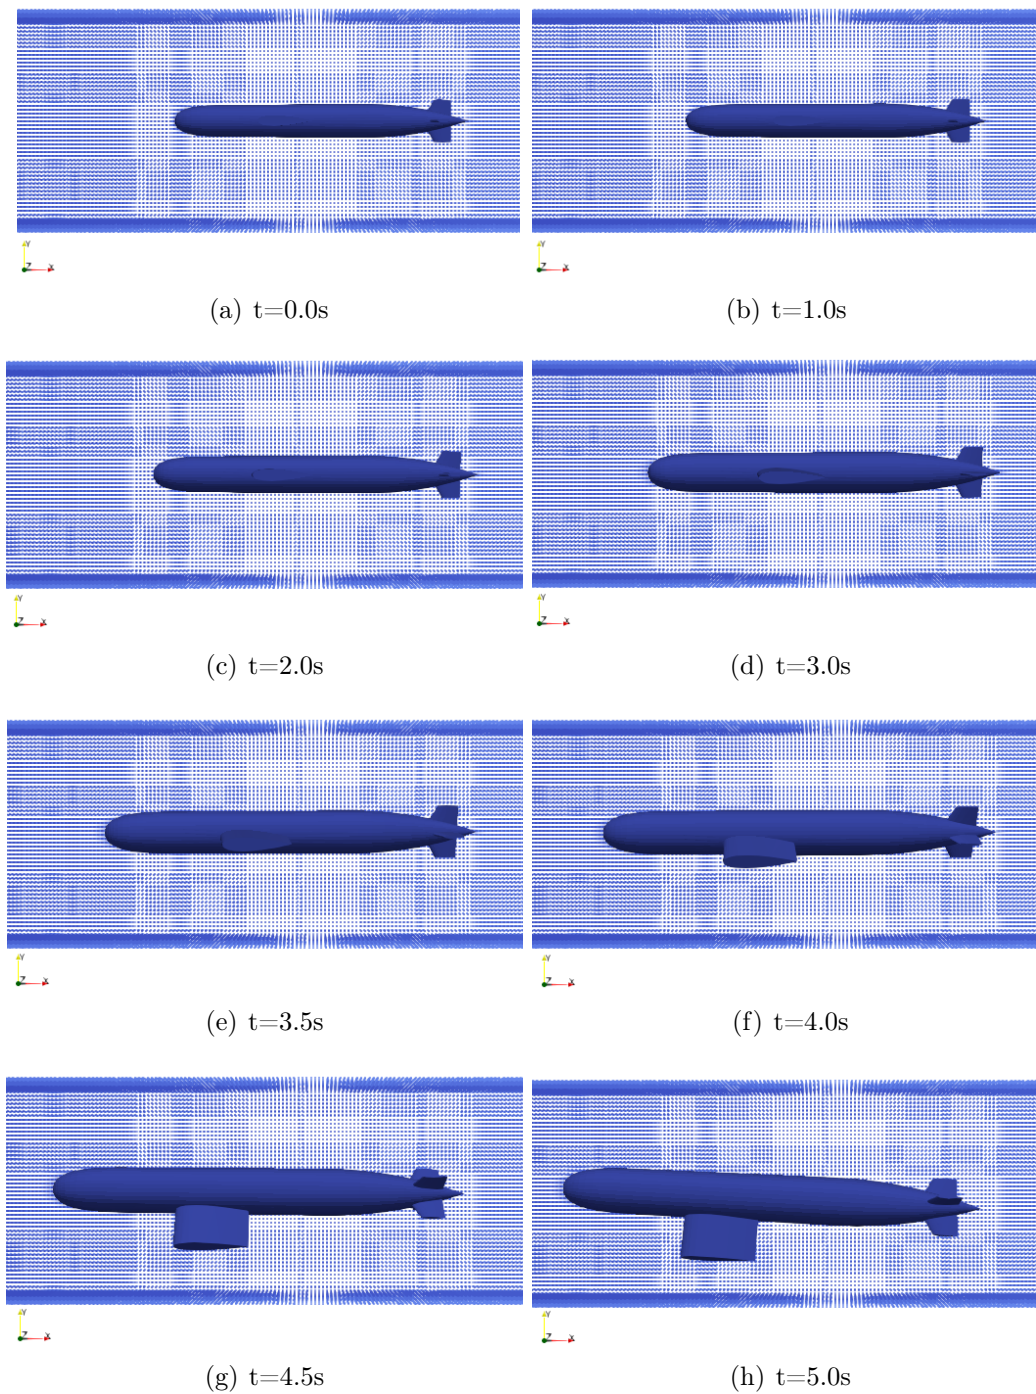 Y
Z X
Y
Z X
(a) t=0.0s
(b) t=1.0s
Y
Z X
Y
Z X
(c) t=2.0s
(d) t=3.0s
Y
Z X
Y
Z X
(e) t=3.5s
(f) t=4.0s
Y
Z X
Y
Z X
(g) t=4.5s
(h) t=5.0s